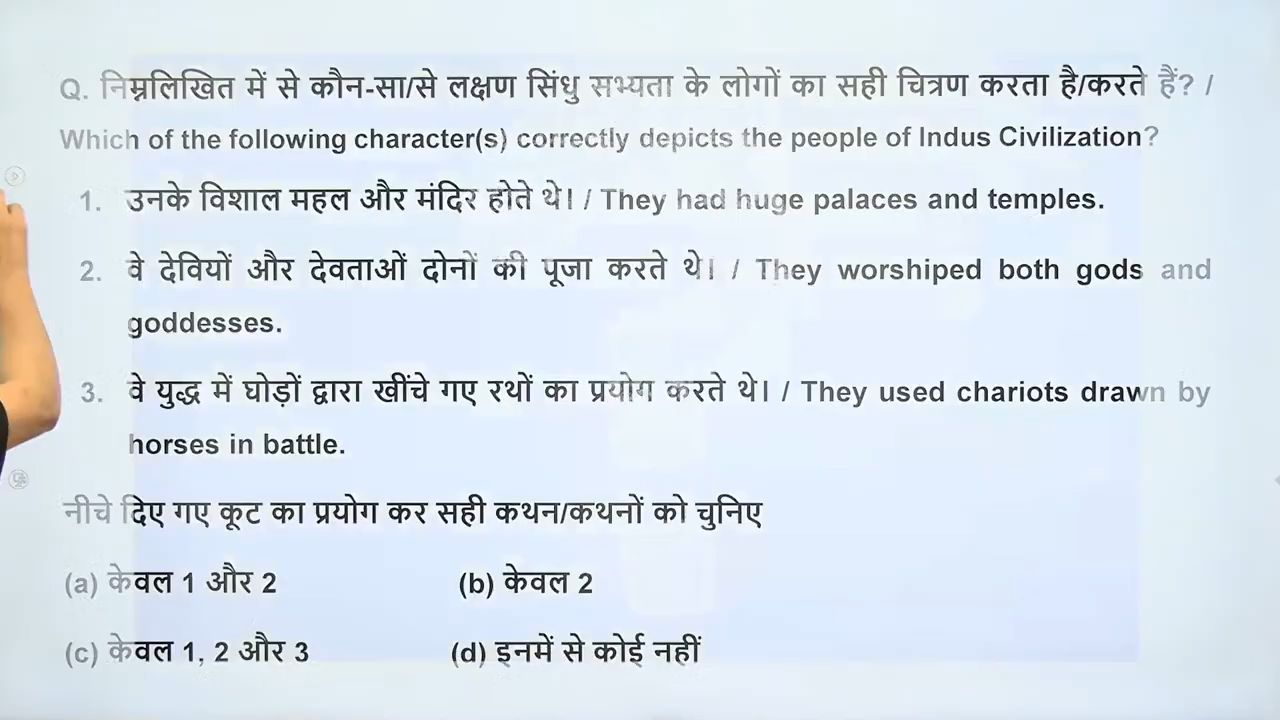 Q. निम्नलिखित में से कौन-सा/से लक्षण सिंधु सभ्यता के लोगों का सही चित्रण करता है/करते हैं? /
Which of the following character(s) correctly depicts the people of Indus Civilization?
1. उनके विशाल महल और मंदिर होते थे। / They had huge palaces and temples.
2. वे देवियों और देवताओं दोनों की पूजा करते थे। / They worshiped both gods and
goddesses.
3. वे युद्ध में घोड़ों द्वारा खींचे गए रथों का प्रयोग करते थे। / They used chariots drawn by
horses in battle.
नीचे दिए गए कूट का प्रयोग कर सही कथन/कथनों को चुनिए
(a) केवल 1 और 2 (b) केवल 2
(c) केवल 1, 2 और 3 (d) इनमें से कोई नहीं